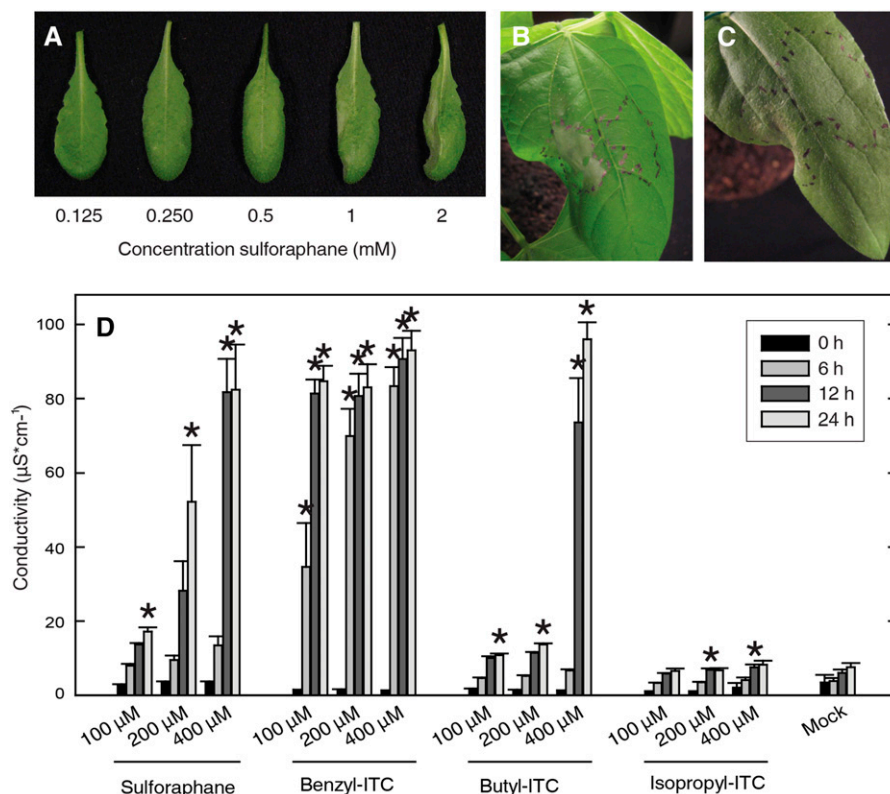 A
B
C
0.125 0.250 0.5 1 2
Concentration sulforaphane (mM)
D
100
80
60
40
20
0
Conductivity (µS*cm-1)
0 h
6 h
12 h
24 h
* * * * * * * * * * * * * * * * * *
100 µM 200 µM 400 µM 100 µM 200 µM 400 µM 100 µM 200 µM 400 µM 100 µM 200 µM 400 µM Mock
Sulforaphane Benzyl-ITC Butyl-ITC Isopropyl-ITC